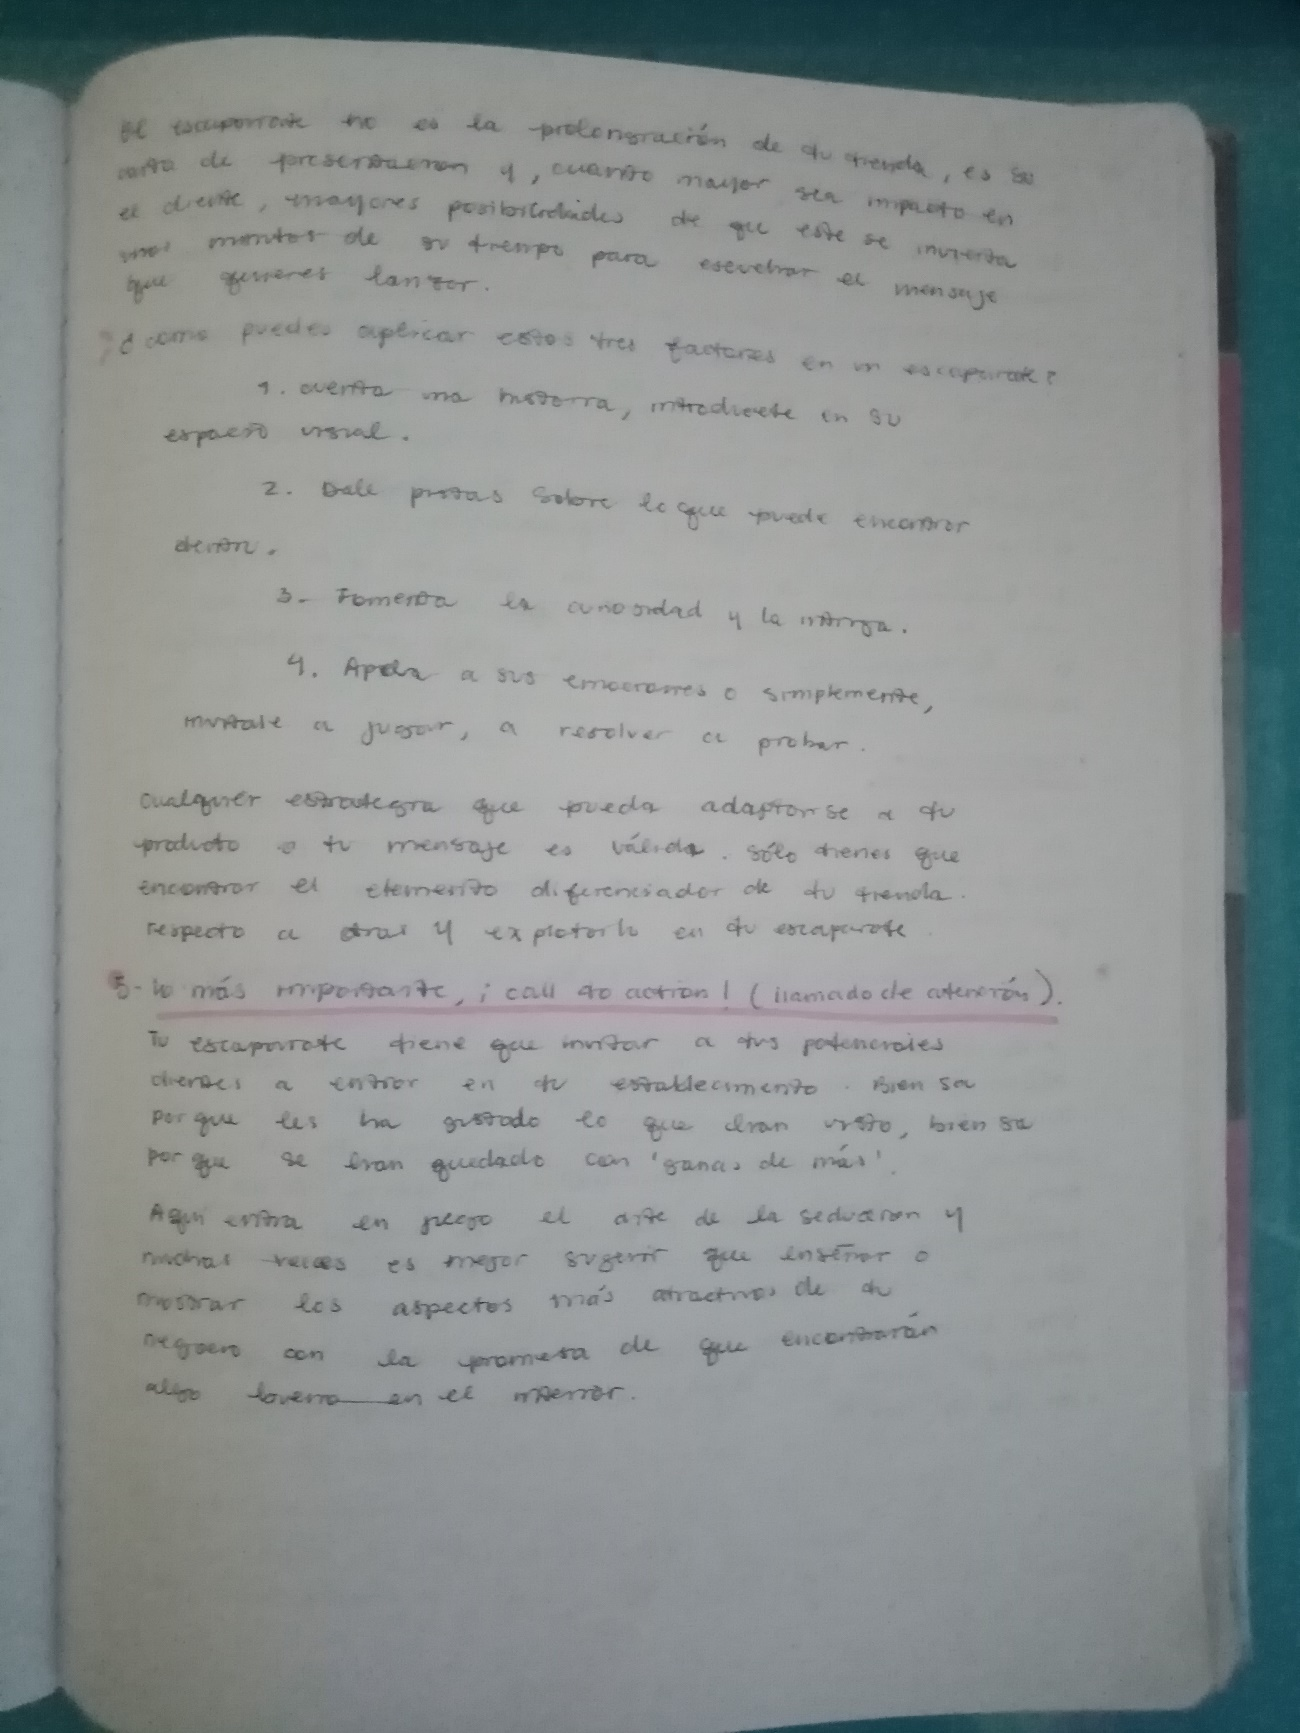 El escaparate no es la prolongración de tu tienda, es su
carta de presentación y, cuanto mayor sea impacto en
el cliente, mayores posibilidades de que este se invierta
unos minutos de su tiempo para escuchar el mensaje
que quieres lanzar.
¿como puedes aplicar estos tres factores en un escaparate?
1. cuenta una historia, introducete en su
espacio visual.
2. Dale pistas sobre lo que puede encontrar
dentro.
3- Fomenta la curiosidad y la intriga.
4. Apela a sus emociones o simplemente,
invitale a jugar, a resolver a probar.
Cualquier estrategia que pueda adaptarse a tu
producto o tu mensaje es válida. Sólo tienes que
encontrar el elemento diferenciador de tu tienda.
respecto a otras y explotarlo en tu escaparate.
5- Lo más importante, ¡call to action! (llamado de atención).
Tu escaparate tiene que invitar a tus potenciales
clientes a entrar en tu establecimiento. Bien sa
porque les ha gustado lo que han visto, bien sa
por que se han quedado con 'ganas de más'.
Aqui entra en juego el arte de la seducción y
muchas veces es mejor sugerir que enseñar o
mostrar los aspectos más atractivos de tu
negocio con la promesa de que encontrarán
algo en el interior.